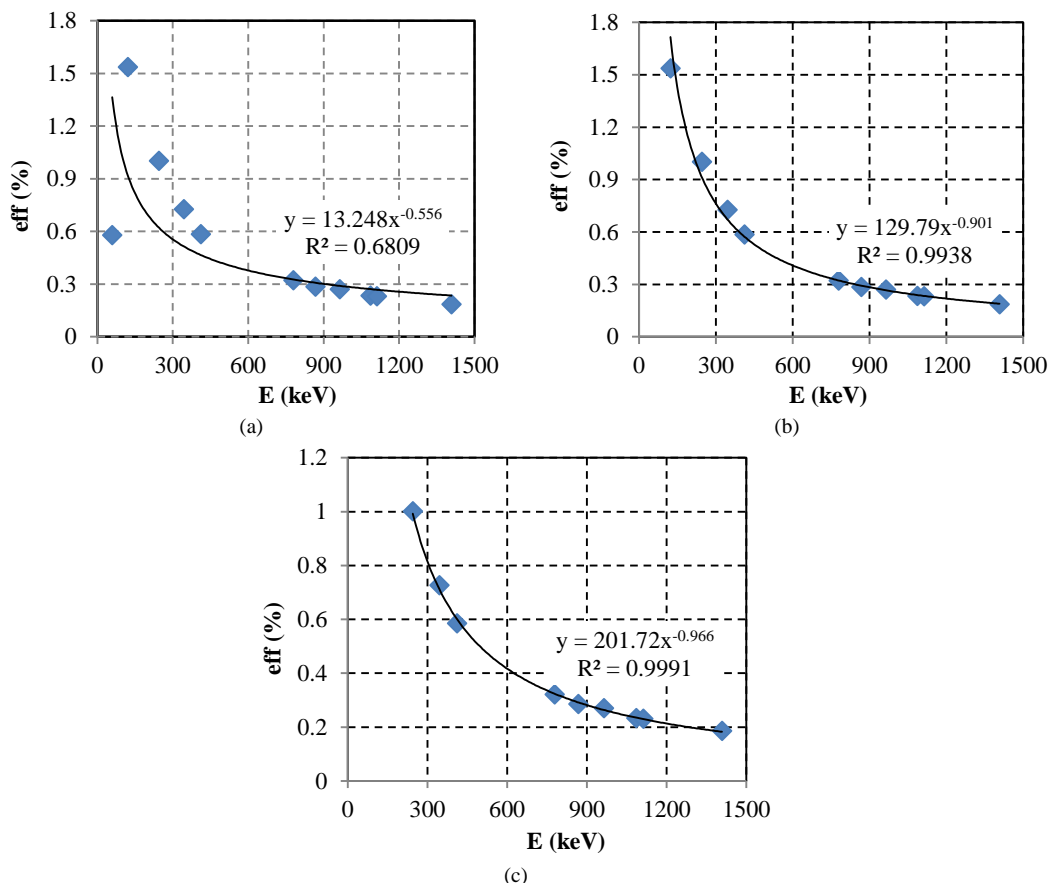 1.8
1.5
1.2
0.9
0.6
0.3
0
eff (%)
y = 13.248x^-0.556
R² = 0.6809
0 300 600 900 1200 1500
E (keV)
(a)
1.8
1.5
1.2
0.9
0.6
0.3
0
eff (%)
y = 129.79x^-0.901
R² = 0.9938
0 300 600 900 1200 1500
E (keV)
(b)
1.2
1
0.8
0.6
0.4
0.2
0
eff (%)
y = 201.72x^-0.966
R² = 0.9991
0 300 600 900 1200 1500
E (keV)
(c)